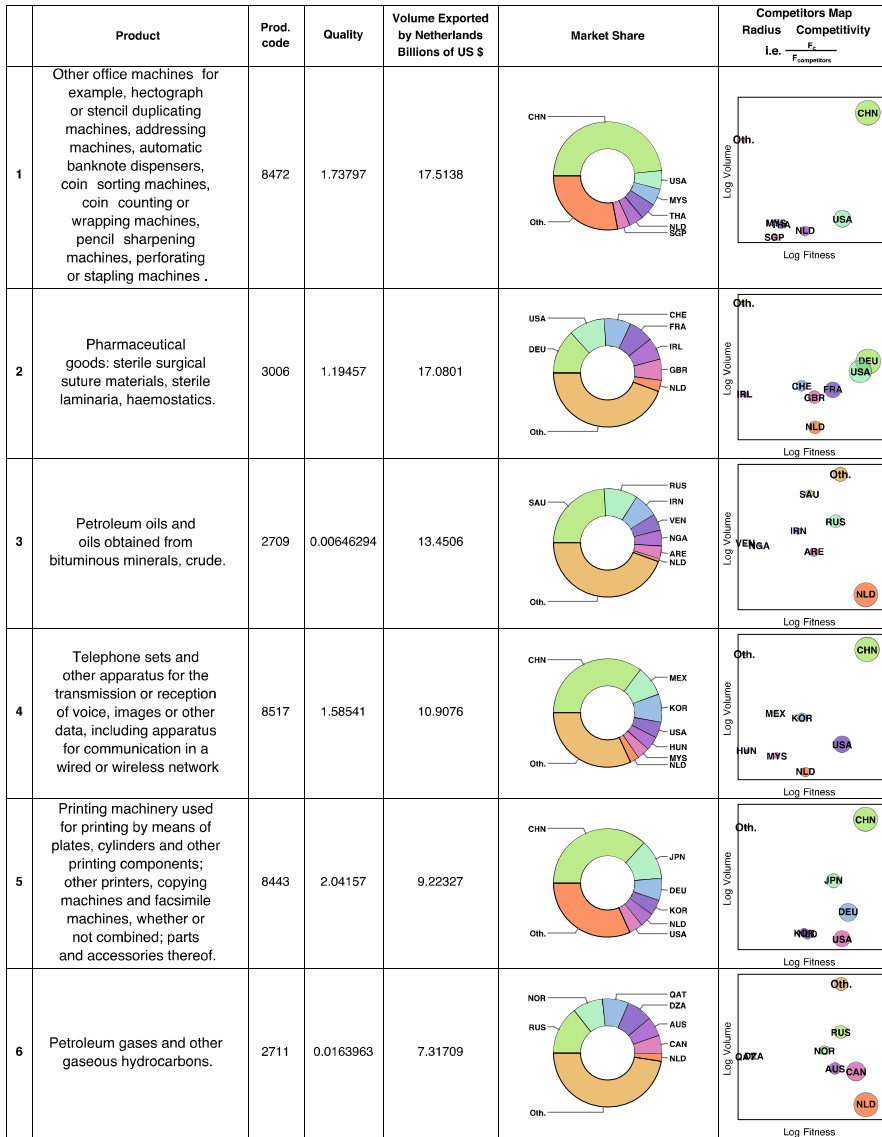 Product
Prod.
code
Quality
Volume Exported
by Netherlands
Billions of US $
Market Share
Competitors Map
Radius Competitivity
i.e. F_c / F_competitors
1
Other office machines for
example, hectograph
or stencil duplicating
machines, addressing
machines, automatic
banknote dispensers,
coin sorting machines,
coin counting or
wrapping machines,
pencil sharpening
machines, perforating
or stapling machines .
8472
1.73797
17.5138
CHN
USA
MYS
THA
NLD
SGP
Oth.
Log Volume
CHN
Oth.
USA
MYS
THA
NLD
SGP
Log Fitness
2
Pharmaceutical
goods: sterile surgical
suture materials, sterile
laminaria, haemostatics.
3006
1.19457
17.0801
USA
DEU
CHE
FRA
IRL
GBR
NLD
Oth.
Log Volume
Oth.
DEU
USA
CHE
FRA
IRL
GBR
NLD
Log Fitness
3
Petroleum oils and
oils obtained from
bituminous minerals, crude.
2709
0.00646294
13.4506
SAU
RUS
IRN
VEN
NGA
ARE
NLD
Oth.
Log Volume
Oth.
SAU
RUS
IRN
VEN
NGA
ARE
NLD
Log Fitness
4
Telephone sets and
other apparatus for the
transmission or reception
of voice, images or other
data, including apparatus
for communication in a
wired or wireless network
8517
1.58541
10.9076
CHN
MEX
KOR
USA
HUN
MYS
NLD
Oth.
Log Volume
CHN
Oth.
MEX
KOR
USA
HUN
MYS
NLD
Log Fitness
5
Printing machinery used
for printing by means of
plates, cylinders and other
printing components;
other printers, copying
machines and facsimile
machines, whether or
not combined; parts
and accessories thereof.
8443
2.04157
9.22327
CHN
JPN
DEU
KOR
NLD
USA
Oth.
Log Volume
CHN
Oth.
JPN
DEU
KOR
NLD
USA
Log Fitness
6
Petroleum gases and other
gaseous hydrocarbons.
2711
0.0163963
7.31709
NOR
RUS
QAT
DZA
AUS
CAN
NLD
Oth.
Log Volume
Oth.
RUS
NOR
QAT
DZA
AUS
CAN
NLD
Log Fitness